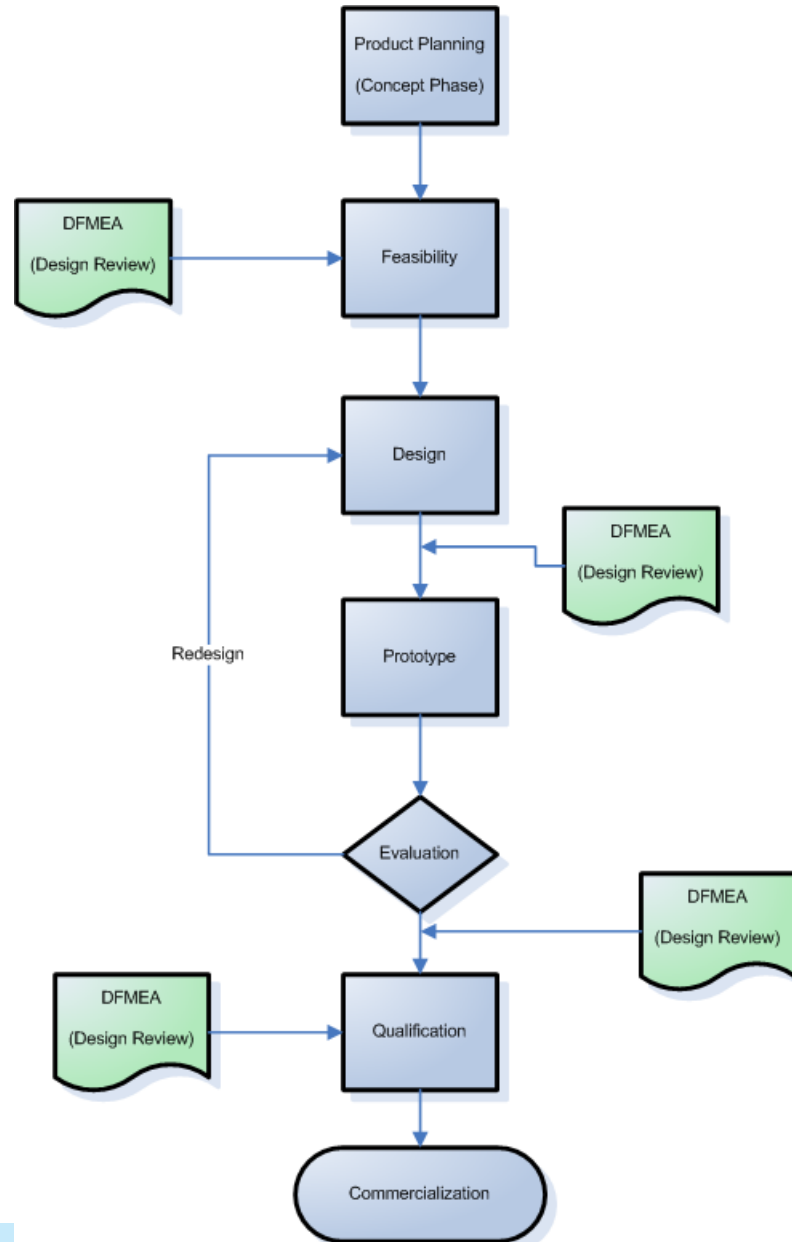 Product Planning
(Concept Phase)
DFMEA
(Design Review)
Feasibility
Design
DFMEA
(Design Review)
Redesign
Prototype
Evaluation
DFMEA
(Design Review)
DFMEA
(Design Review)
Qualification
Commercialization